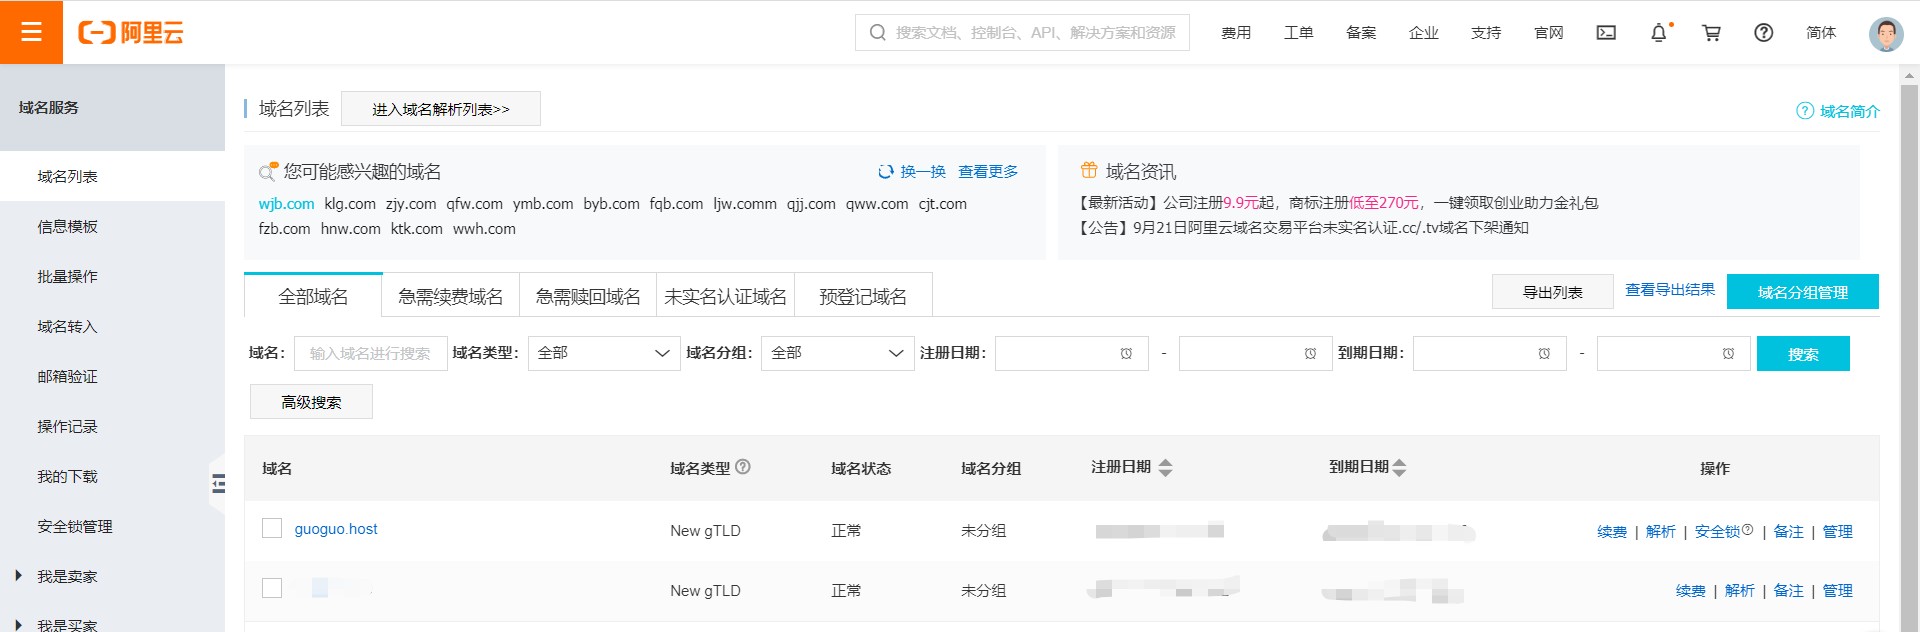 阿里云
搜索文档、控制台、API、解决方案和资源
费用 工单 备案 企业 支持 官网 简体
域名服务
域名列表
信息模板
批量操作
域名转入
邮箱验证
操作记录
我的下载
安全锁管理
我是卖家
我是买家
域名列表 进入域名解析列表>> 域名简介
您可能感兴趣的域名 换一换 查看更多
wjb.com klg.com zjy.com qfw.com ymb.com byb.com fqb.com ljw.comm qjj.com qww.com cjt.com
fzb.com hnw.com ktk.com wwh.com
域名资讯
【最新活动】公司注册9.9元起，商标注册低至270元，一键领取创业助力金礼包
【公告】9月21日阿里云域名交易平台未实名认证.cc/.tv域名下架通知
全部域名 急需续费域名 急需赎回域名 未实名认证域名 预登记域名 导出列表 查看导出结果 域名分组管理
域名： 输入域名进行搜索 域名类型： 全部 域名分组： 全部 注册日期： - 到期日期： - 搜索
高级搜索
域名 域名类型 域名状态 域名分组 注册日期 到期日期 操作
guoguo.host New gTLD 正常 未分组 续费 | 解析 | 安全锁 | 备注 | 管理
New gTLD 正常 未分组 续费 | 解析 | 备注 | 管理